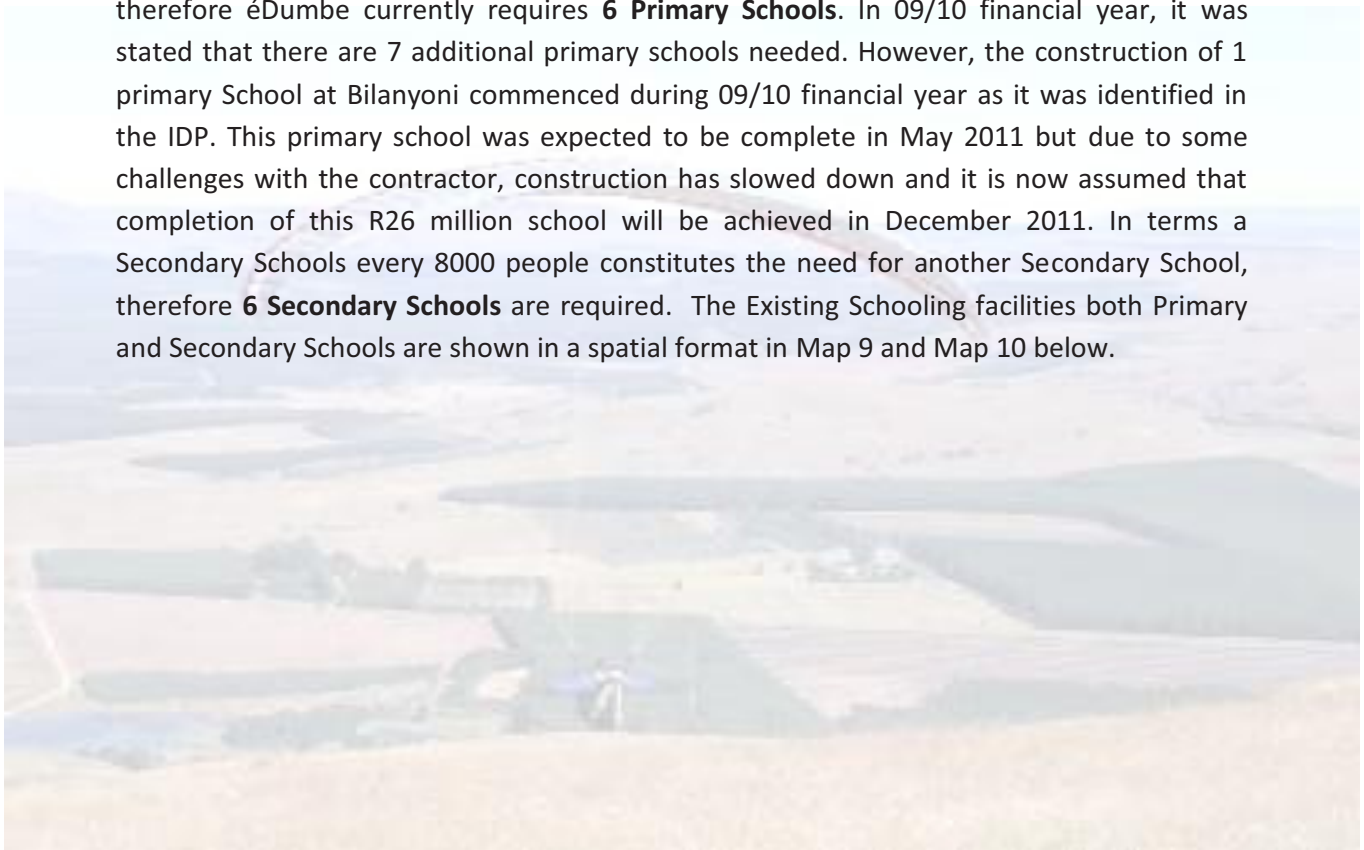 therefore éDumbe currently requires 6 Primary Schools. In 09/10 financial year, it was
stated that there are 7 additional primary schools needed. However, the construction of 1
primary School at Bilanyoni commenced during 09/10 financial year as it was identified in
the IDP. This primary school was expected to be complete in May 2011 but due to some
challenges with the contractor, construction has slowed down and it is now assumed that
completion of this R26 million school will be achieved in December 2011. In terms a
Secondary Schools every 8000 people constitutes the need for another Secondary School,
therefore 6 Secondary Schools are required. The Existing Schooling facilities both Primary
and Secondary Schools are shown in a spatial format in Map 9 and Map 10 below.